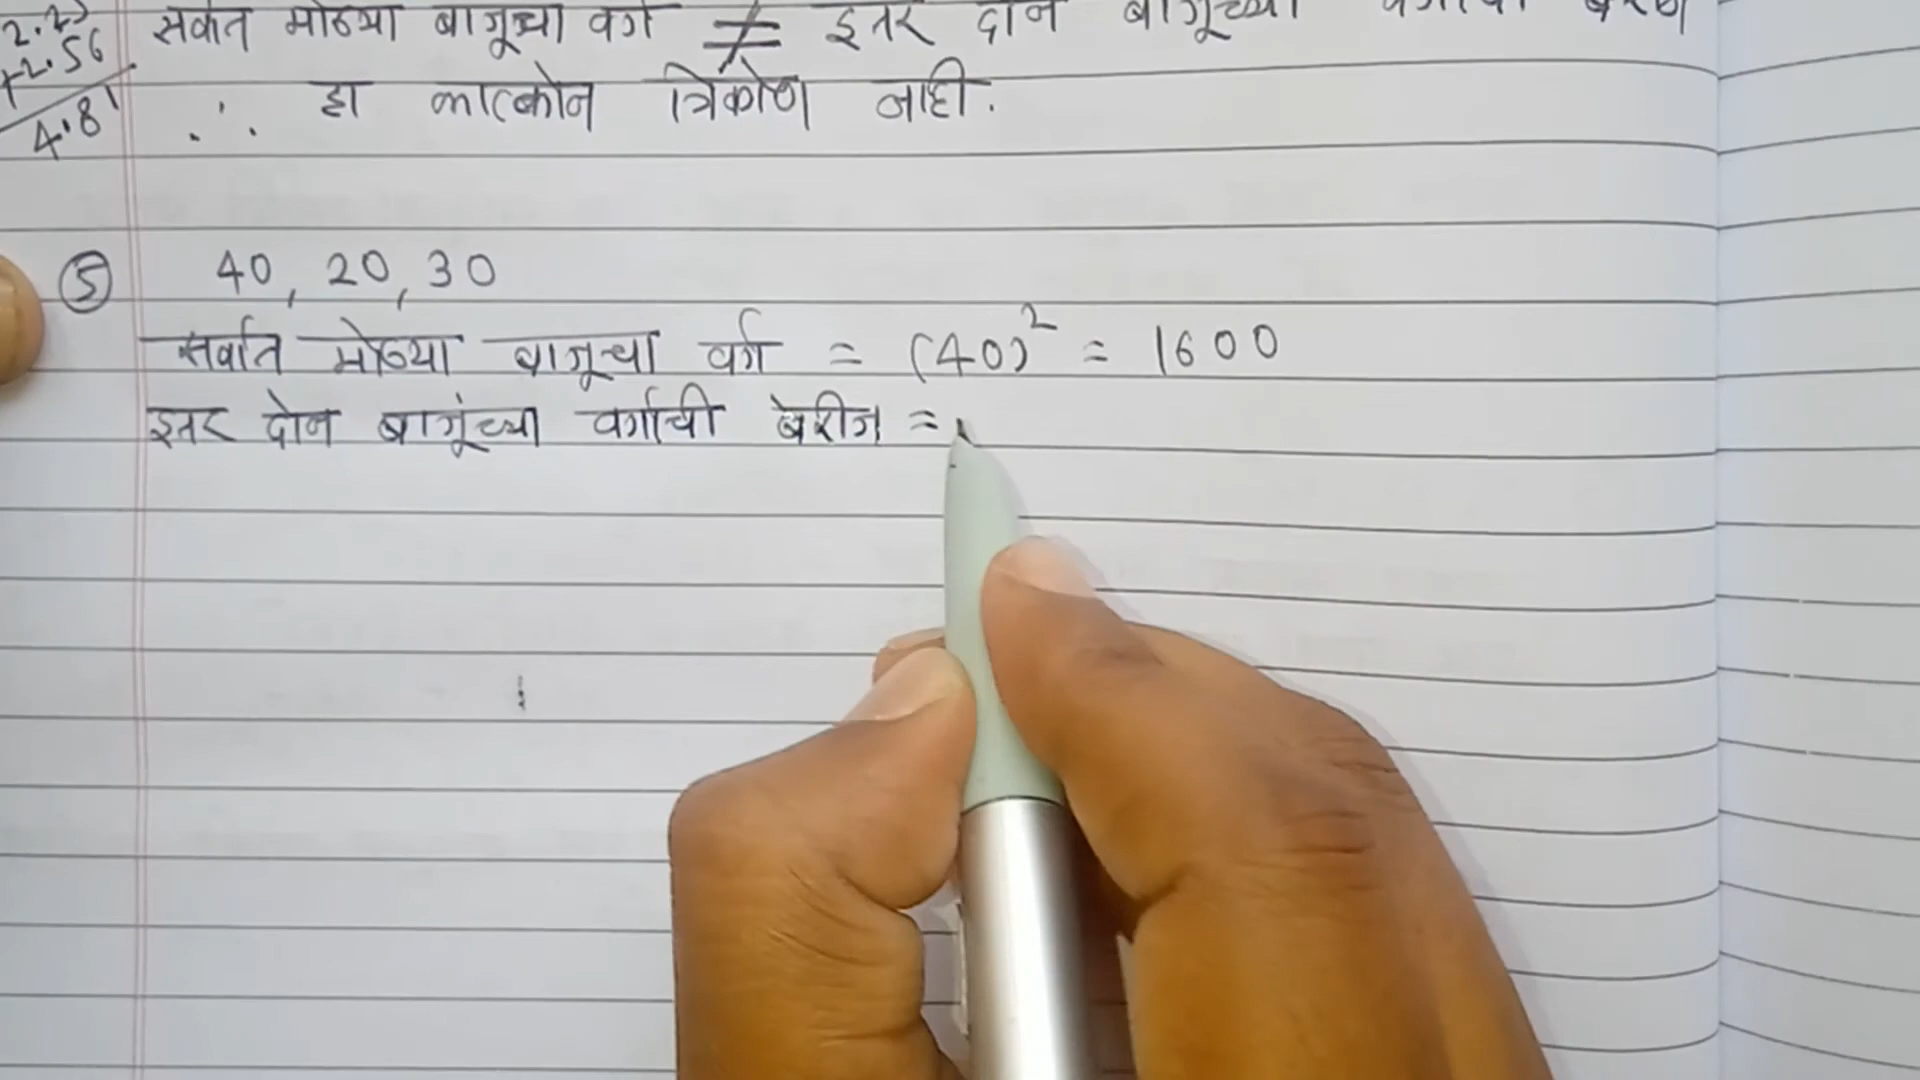 सर्वात मोठ्या बाजूचा वर्ग ≠ इतर दोन बाजूंच्या
2.25
+2.56
4.81
∴ हा काटकोन त्रिकोण नाही.
⑤ 40, 20, 30
सर्वात मोठ्या बाजूचा वर्ग = (40)² = 1600
इतर दोन बाजूंच्या वर्गाची बेरीज =